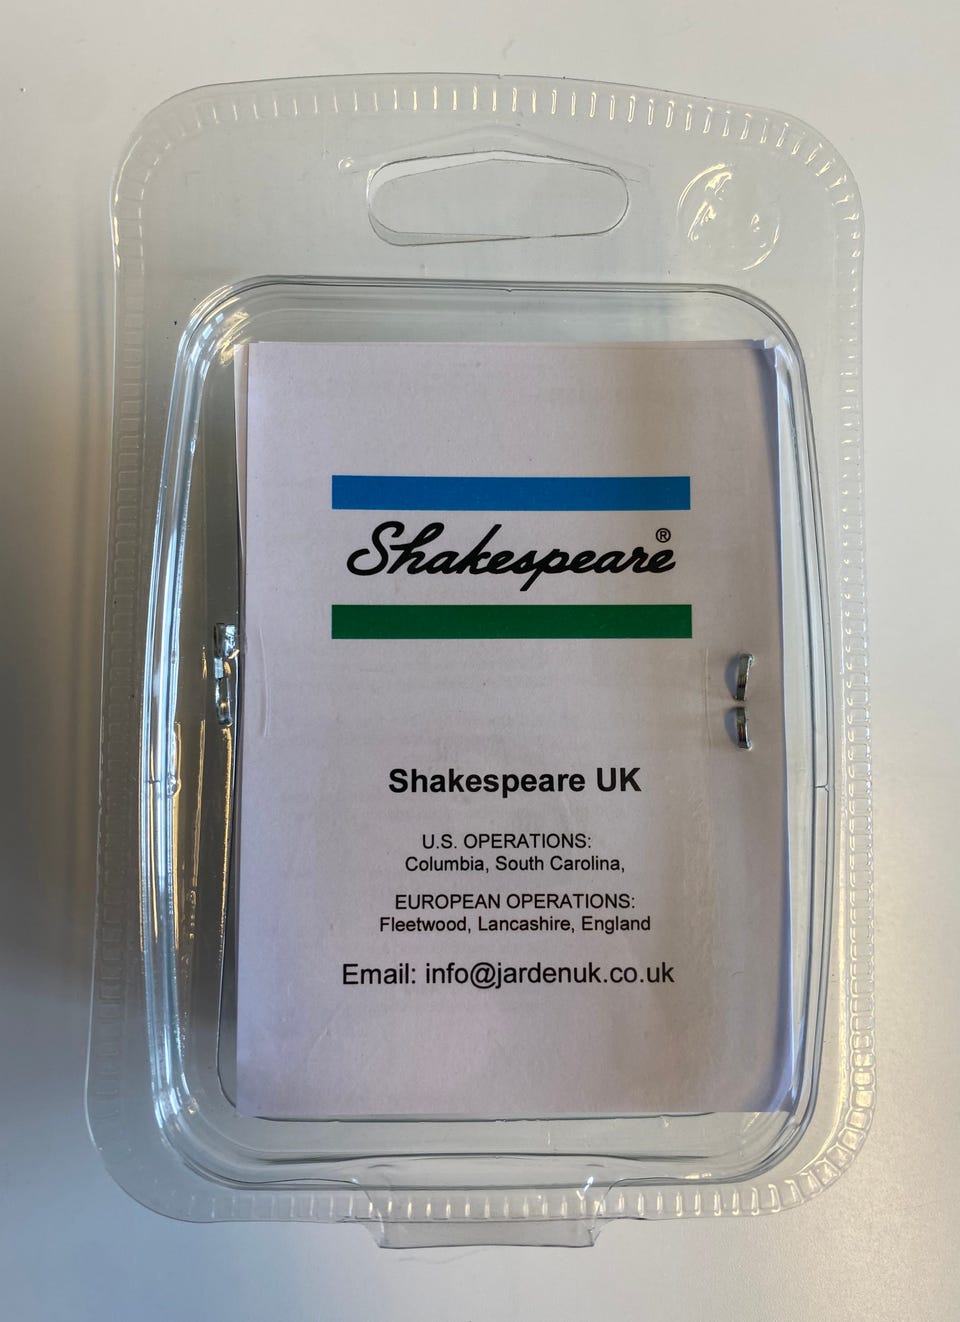 Shakespeare®
Shakespeare UK
U.S. OPERATIONS:
Columbia, South Carolina,
EUROPEAN OPERATIONS:
Fleetwood, Lancashire, England
Email: info@jardenuk.co.uk